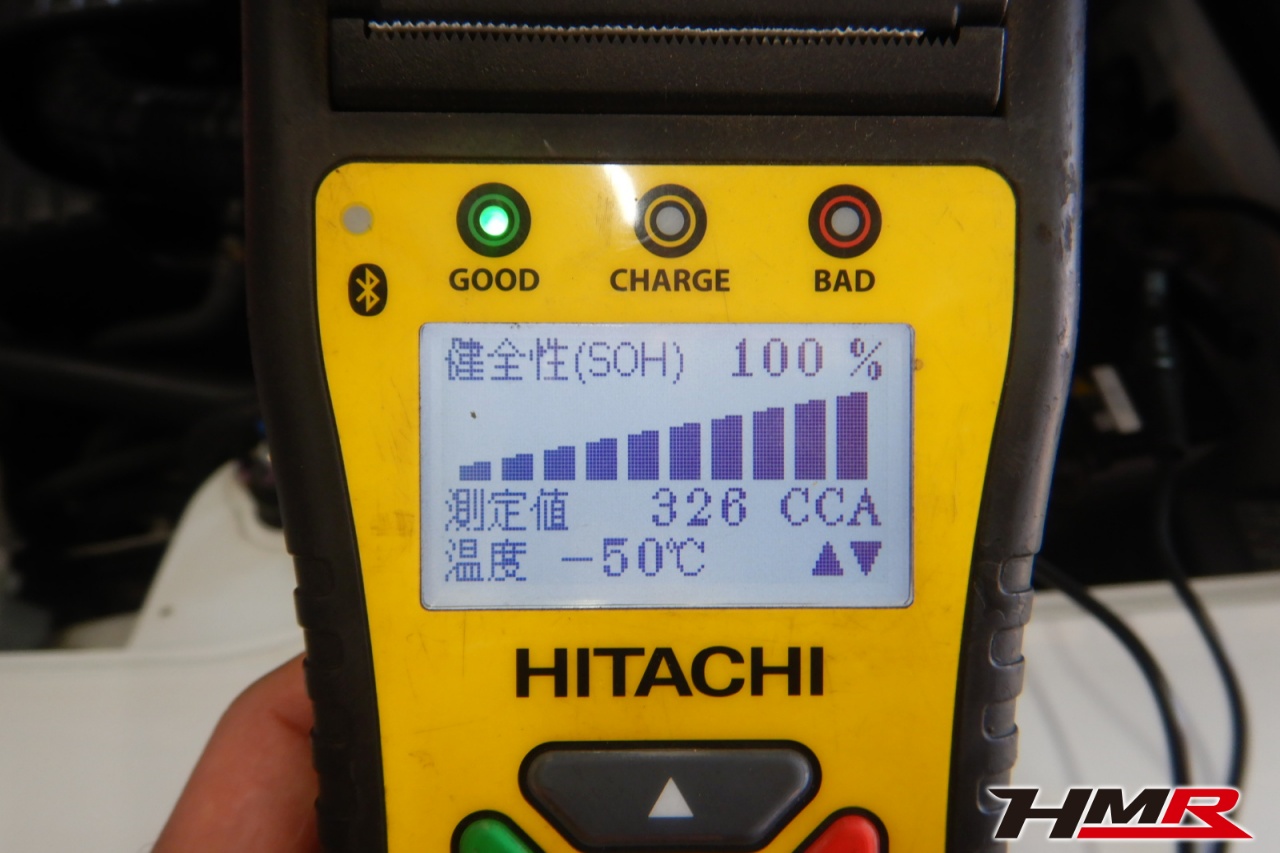 GOOD CHARGE BAD
健全性(SOH) 100 %
測定値 326 CCA
温度 -50℃ ▲▼
HITACHI
HMR